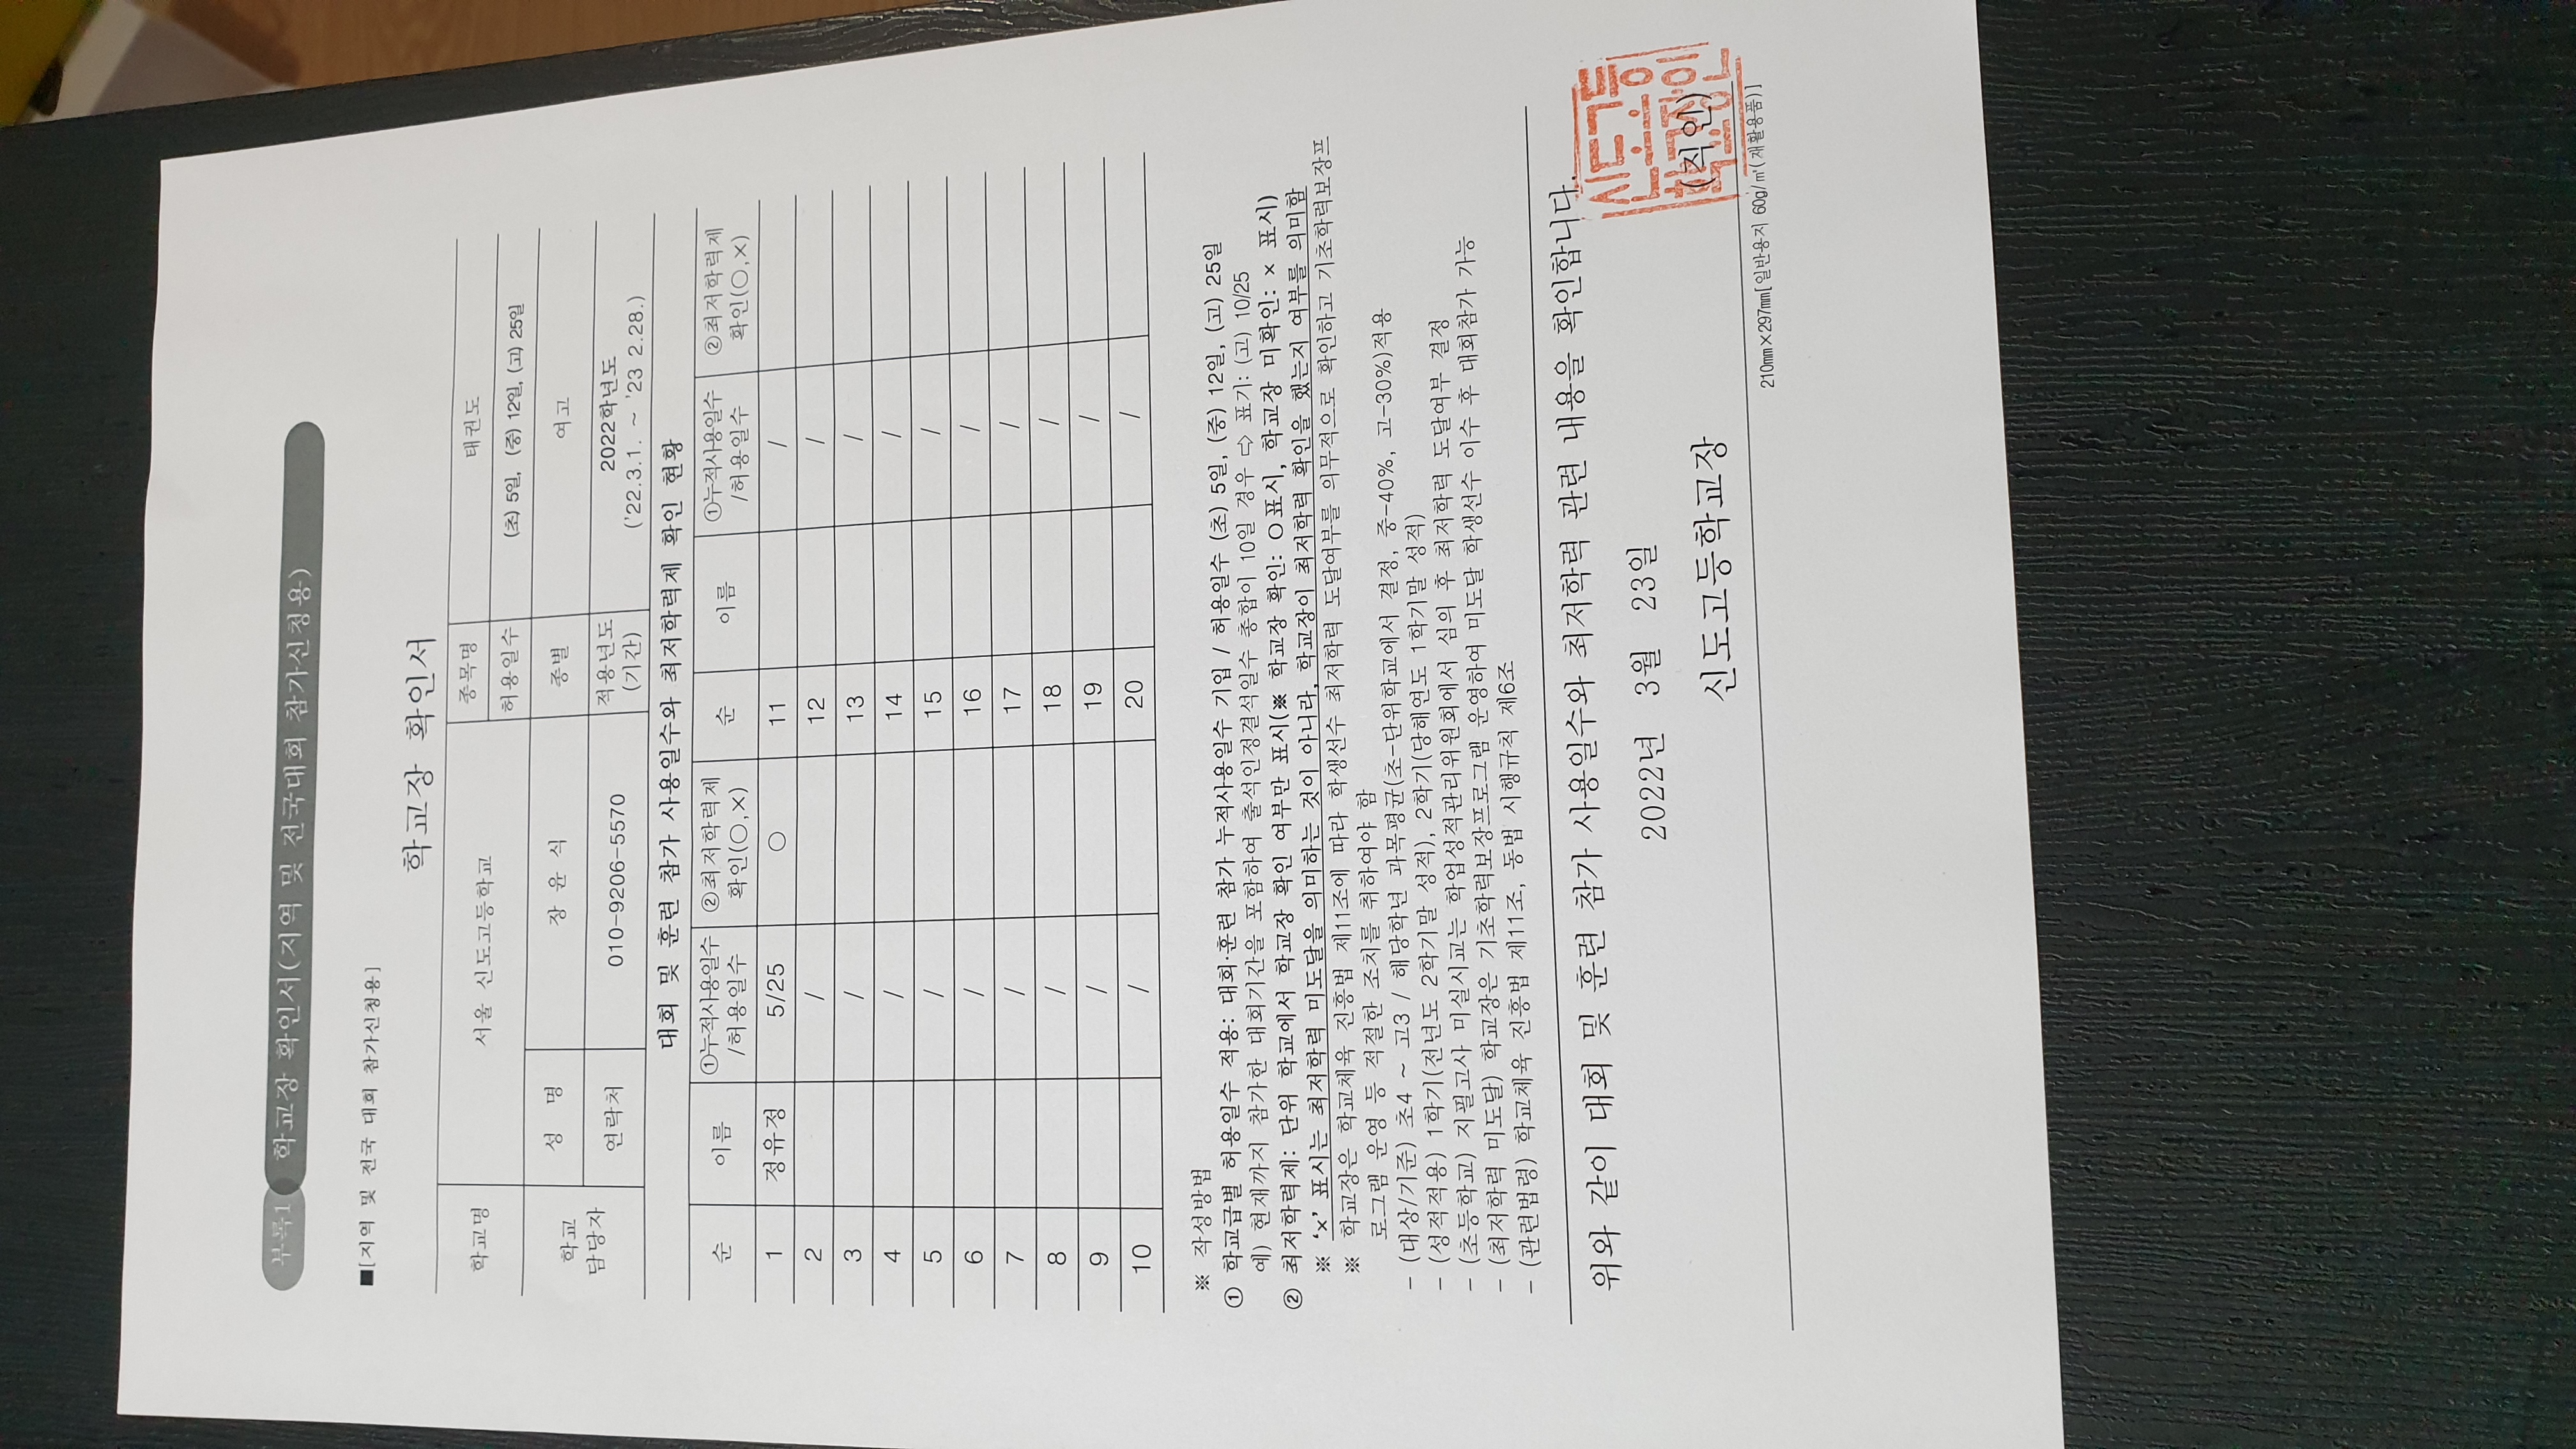 부록1 학교장 확인서(지역 및 전국대회 참가신청용)
■[지역 및 전국 대회 참가신청용]
학교장 확인서
학교명 서울 신도고등학교 종목명 태권도
허용일수 (초) 5일, (중) 12일, (고) 25일
학교 담당자 성 명 장 윤 식 종별 여고
연락처 010-9206-5570 적용년도 (기간) 2022학년도 ('22.3.1. ~ '23 2.28.)
대회 및 훈련 참가 사용일수와 최저학력제 확인 현황
순 이름 ①누적사용일수 /허용일수 ②최저학력제 확인(○,×) 순 이름 ①누적사용일수 /허용일수 ②최저학력제 확인(○,×)
1 정유정 5/25 ○ 11 /
2 / 12 /
3 / 13 /
4 / 14 /
5 / 15 /
6 / 16 /
7 / 17 /
8 / 18 /
9 / 19 /
10 / 20 /
※ 작성방법
① 학교급별 허용일수 적용: 대회·훈련 참가 누적사용일수 기입 / 허용일수 (초) 5일, (중) 12일, (고) 25일
예) 현재까지 참가한 대회기간을 포함하여 출석인정결석일수 총합이 10일 경우 ⇨ 표기: (고) 10/25
② 최저학력제: 단위 학교에서 학교장 확인 여부만 표시(※ 학교장 확인: ○표시, 학교장 미확인: × 표시)
※ '×' 표시는 최저학력 미도달을 의미하는 것이 아니라, 학교장이 최저학력 확인을 했는지 여부를 의미함
※ 학교장은 학교체육 진흥법 제11조에 따라 학생선수 최저학력 도달여부를 의무적으로 확인하고 기초학력보장프
로그램 운영 등 적절한 조치를 취하여야 함
- (대상/기준) 초4 ~ 고3 / 해당학년 과목평균(초-단위학교에서 결정, 중-40%, 고-30%)적용
- (성적적용) 1학기(전년도 2학기말 성적), 2학기(당해연도 1학기말 성적)
- (초등학교) 지필고사 미실시교는 학업성적관리위원회에서 심의 후 최저학력 도달여부 결정
- (최저학력 미도달) 학교장은 기초학력보장프로그램 운영하여 미도달 학생선수 이수 후 대회참가 가능
- (관련법령) 학교체육 진흥법 제11조, 동법 시행규칙 제6조
위와 같이 대회 및 훈련 참가 사용일수와 최저학력 관련 내용을 확인합니다.
2022년 3월 23일
신도고등학교장 (직인)
210㎜×297㎜[일반용지 60g/㎡(재활용품)]